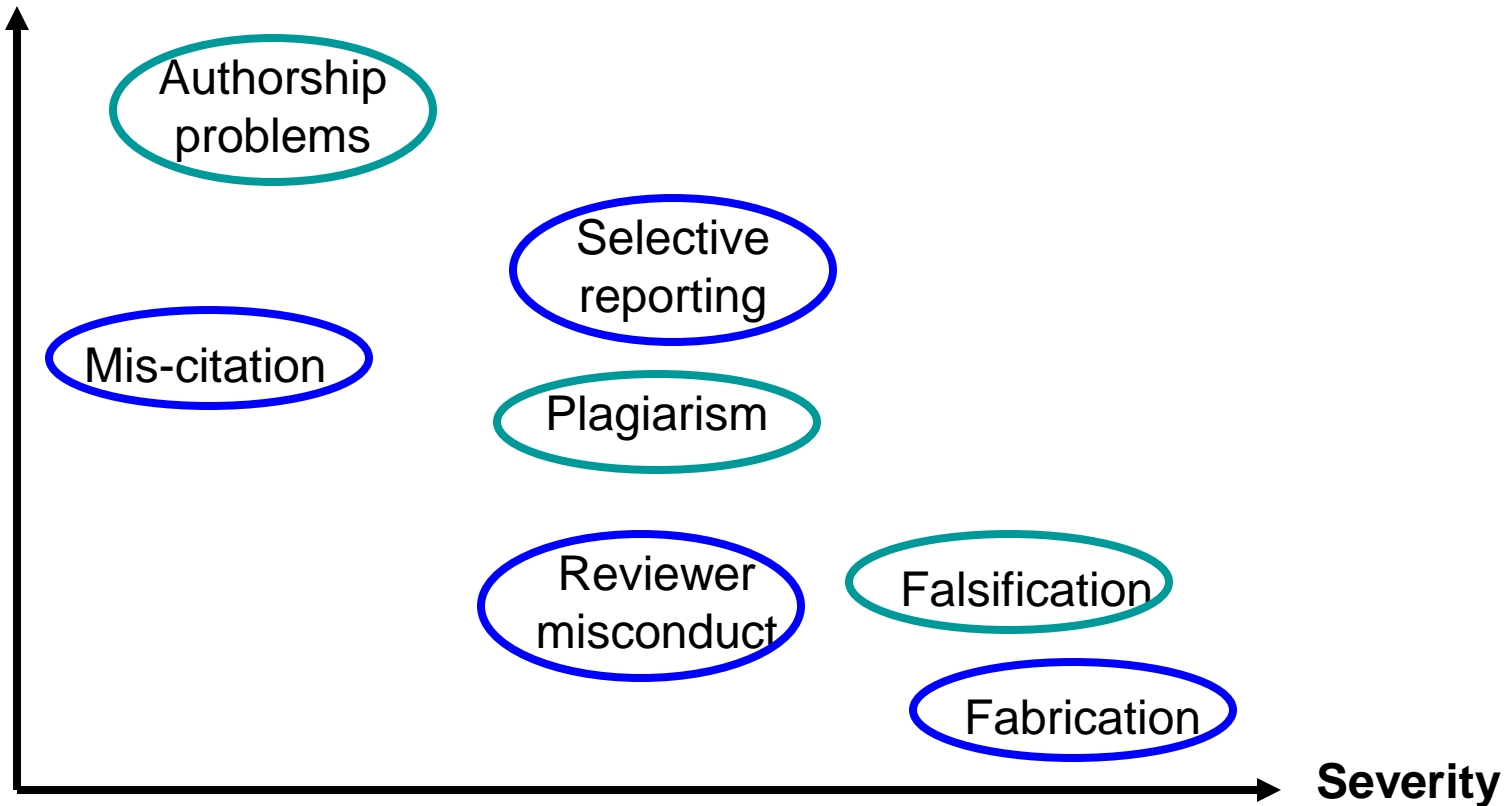 Authorship
problems
Selective
reporting
Mis-citation
Plagiarism
Reviewer
misconduct
Falsification
Fabrication
Severity